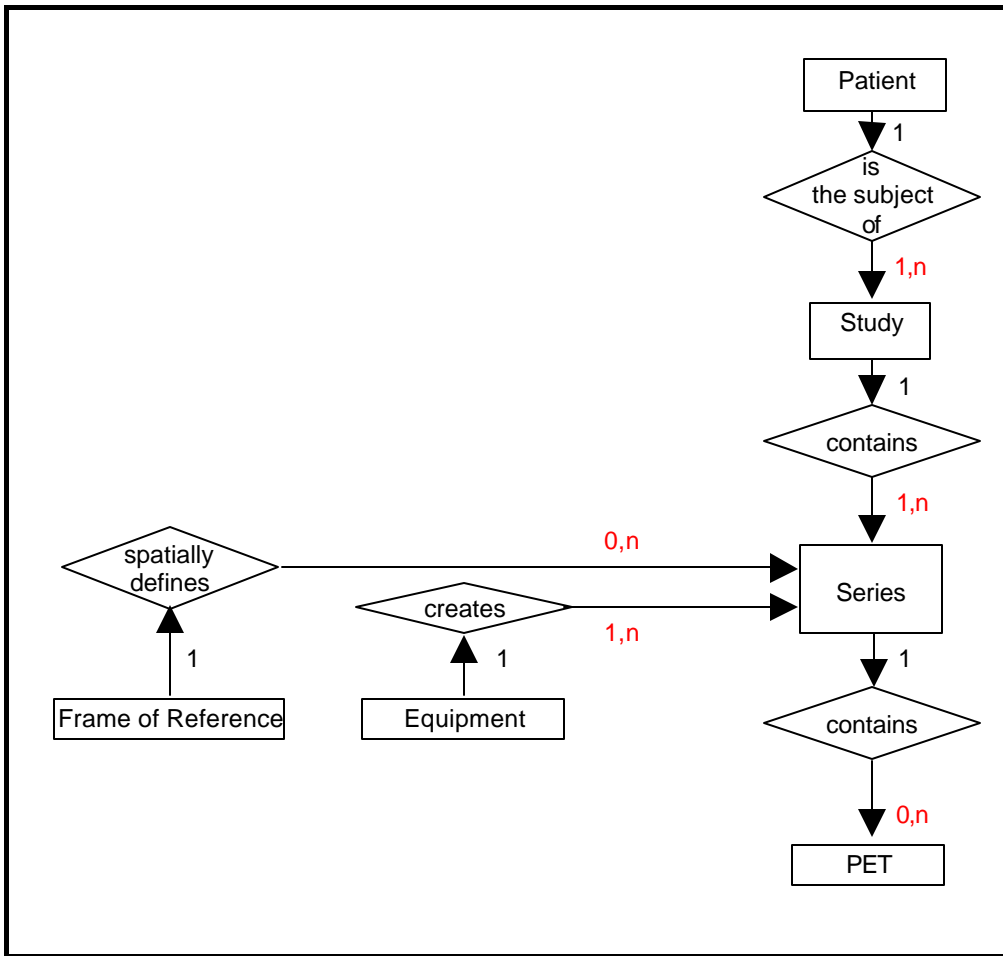 Patient
1
is
the subject
of
1,n
Study
1
contains
1,n
spatially
defines
0,n
creates
1,n
Series
1
1
1
Frame of Reference
Equipment
contains
0,n
PET